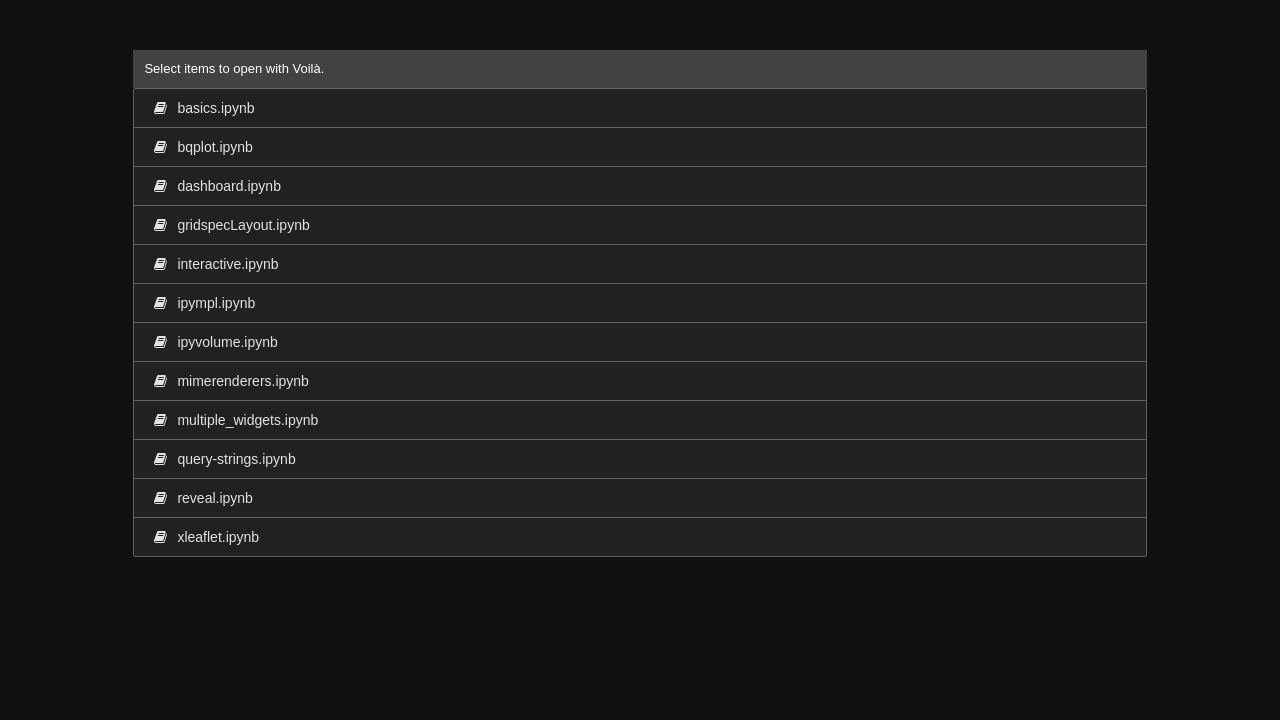 Select items to open with Voilà.
basics.ipynb
bqplot.ipynb
dashboard.ipynb
gridspecLayout.ipynb
interactive.ipynb
ipympl.ipynb
ipyvolume.ipynb
mimerenderers.ipynb
multiple_widgets.ipynb
query-strings.ipynb
reveal.ipynb
xleaflet.ipynb